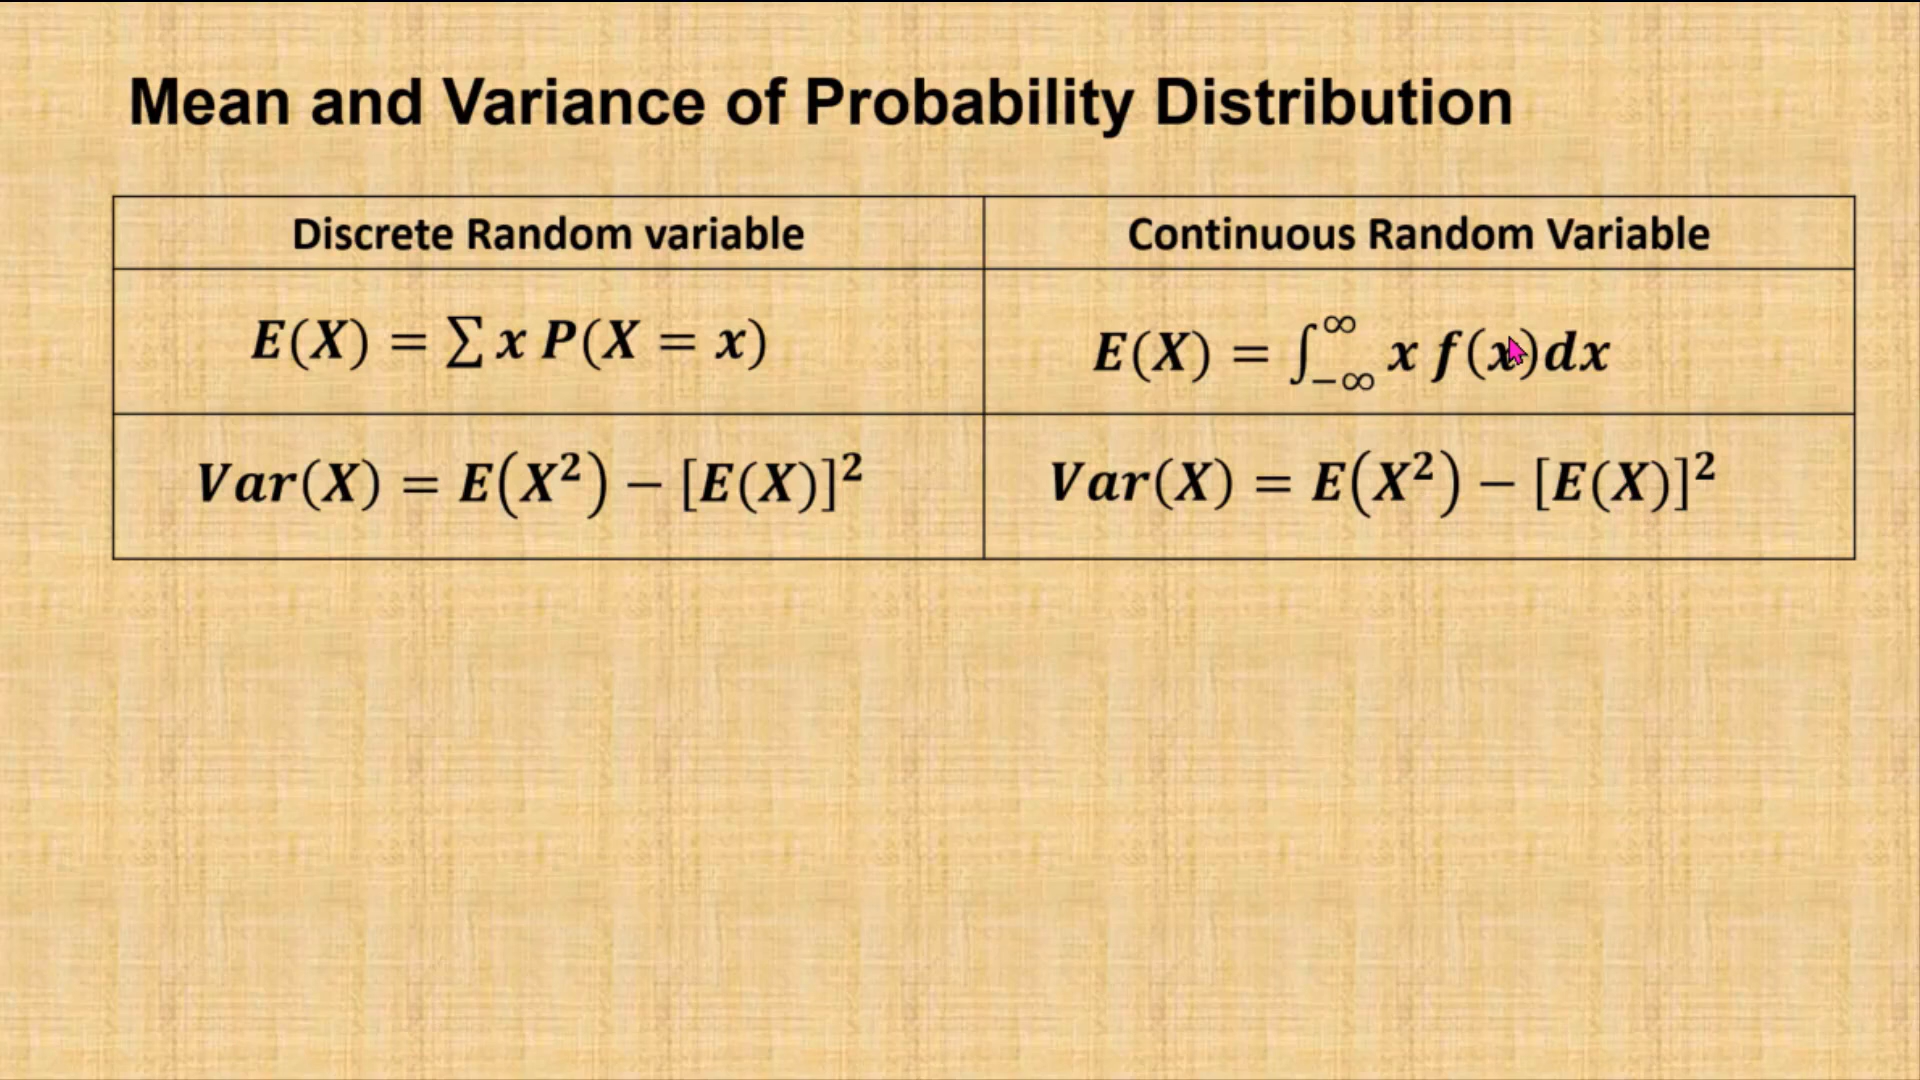 Mean and Variance of Probability Distribution
Discrete Random variable
Continuous Random Variable
E(X) = ∑ x P(X = x)
E(X) = ∫_{-∞}^{∞} x f(x)dx
Var(X) = E(X²) − [E(X)]²
Var(X) = E(X²) − [E(X)]²